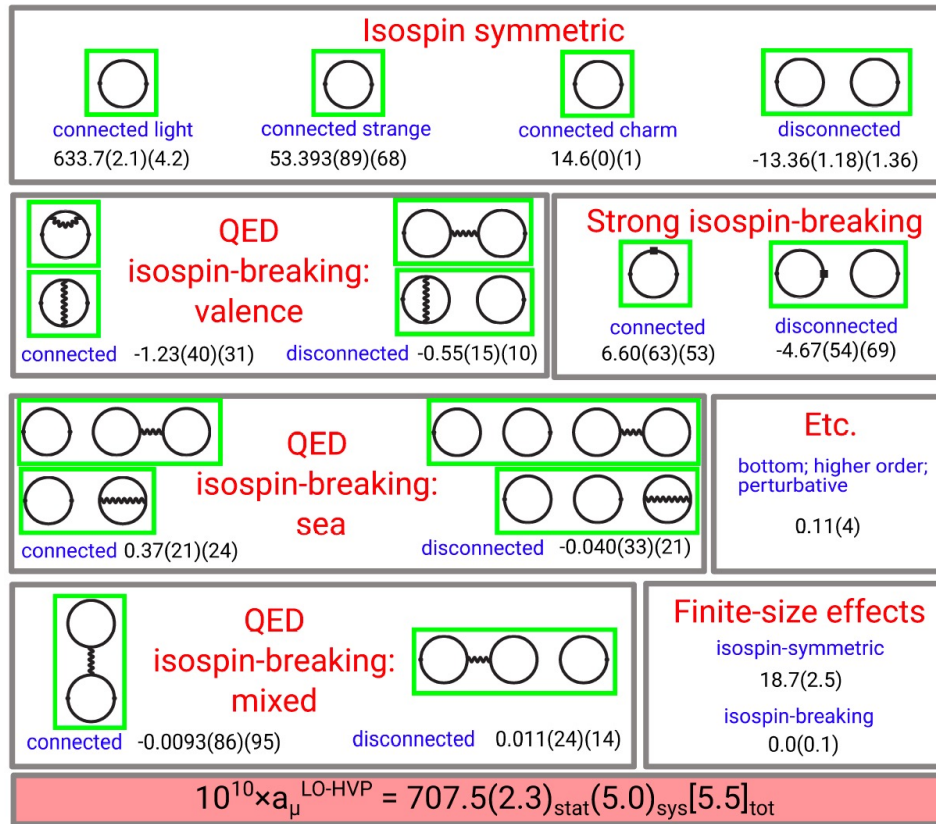 Isospin symmetric
connected light connected strange connected charm disconnected
633.7(2.1)(4.2) 53.393(89)(68) 14.6(0)(1) -13.36(1.18)(1.36)
QED
isospin-breaking:
valence
connected -1.23(40)(31) disconnected -0.55(15)(10)
Strong isospin-breaking
connected disconnected
6.60(63)(53) -4.67(54)(69)
QED
isospin-breaking:
sea
connected 0.37(21)(24) disconnected -0.040(33)(21)
Etc.
bottom; higher order;
perturbative
0.11(4)
QED
isospin-breaking:
mixed
connected -0.0093(86)(95) disconnected 0.011(24)(14)
Finite-size effects
isospin-symmetric
18.7(2.5)
isospin-breaking
0.0(0.1)
10¹⁰×aμ^LO-HVP = 707.5(2.3)stat(5.0)sys[5.5]tot